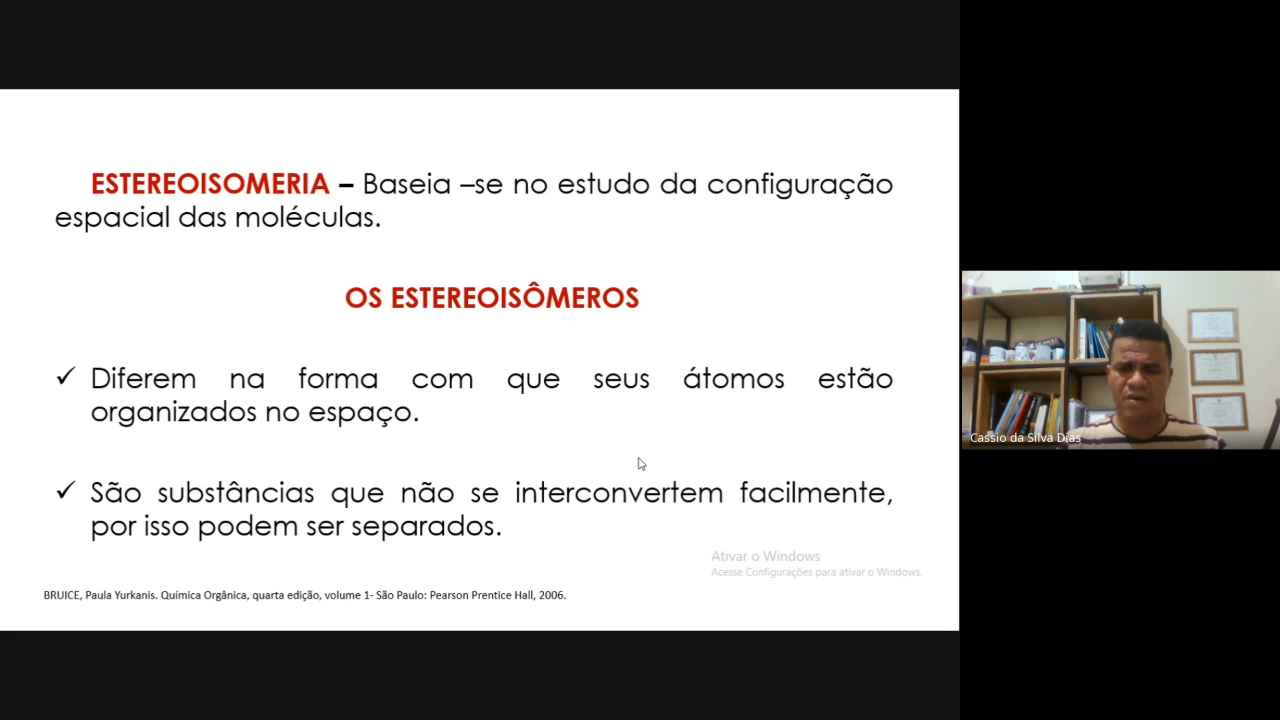 ESTEREOISOMERIA – Baseia –se no estudo da configuração
espacial das moléculas.
OS ESTEREOISÔMEROS
✓ Diferem na forma com que seus átomos estão
organizados no espaço.
✓ São substâncias que não se interconvertem facilmente,
por isso podem ser separados.
Ativar o Windows
Acesse Configurações para ativar o Windows.
BRUICE, Paula Yurkanis. Química Orgânica, quarta edição, volume 1- São Paulo: Pearson Prentice Hall, 2006.
Cassio da Silva Dias